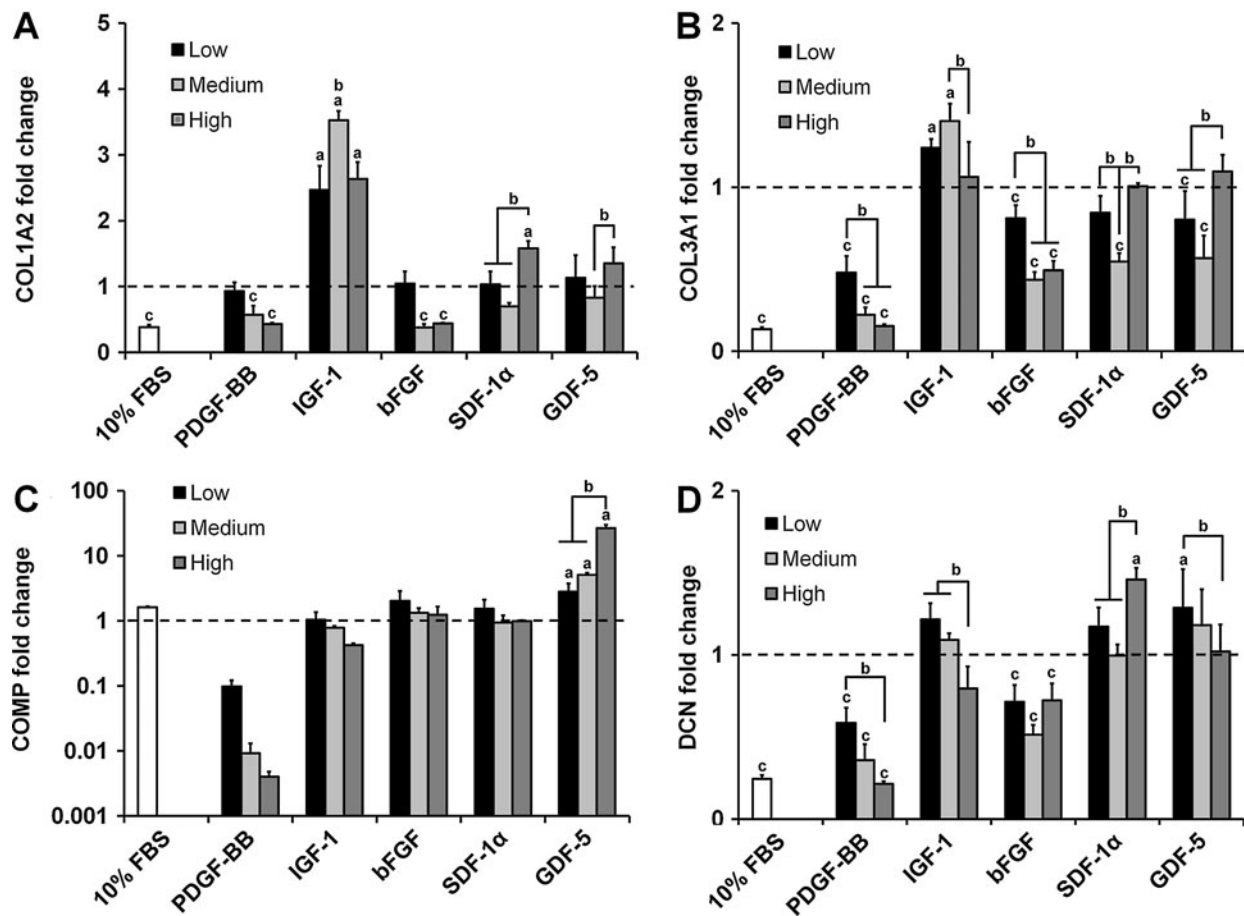 A
COL1A2 fold change
5
4
3
2
1
0
Low
Medium
High
c
c
c
a
b
a
a
c
c
b
a
b
10% FBS
PDGF-BB
IGF-1
bFGF
SDF-1α
GDF-5
B
COL3A1 fold change
2
1
0
Low
Medium
High
c
b
c
c
c
b
a
a
b
c
c
c
b
b
c
b
c
c
10% FBS
PDGF-BB
IGF-1
bFGF
SDF-1α
GDF-5
C
COMP fold change
100
10
1
0.1
0.01
0.001
Low
Medium
High
b
a
a
a
10% FBS
PDGF-BB
IGF-1
bFGF
SDF-1α
GDF-5
D
DCN fold change
2
1
0
Low
Medium
High
c
b
c
c
c
b
c
c
c
b
a
b
a
10% FBS
PDGF-BB
IGF-1
bFGF
SDF-1α
GDF-5